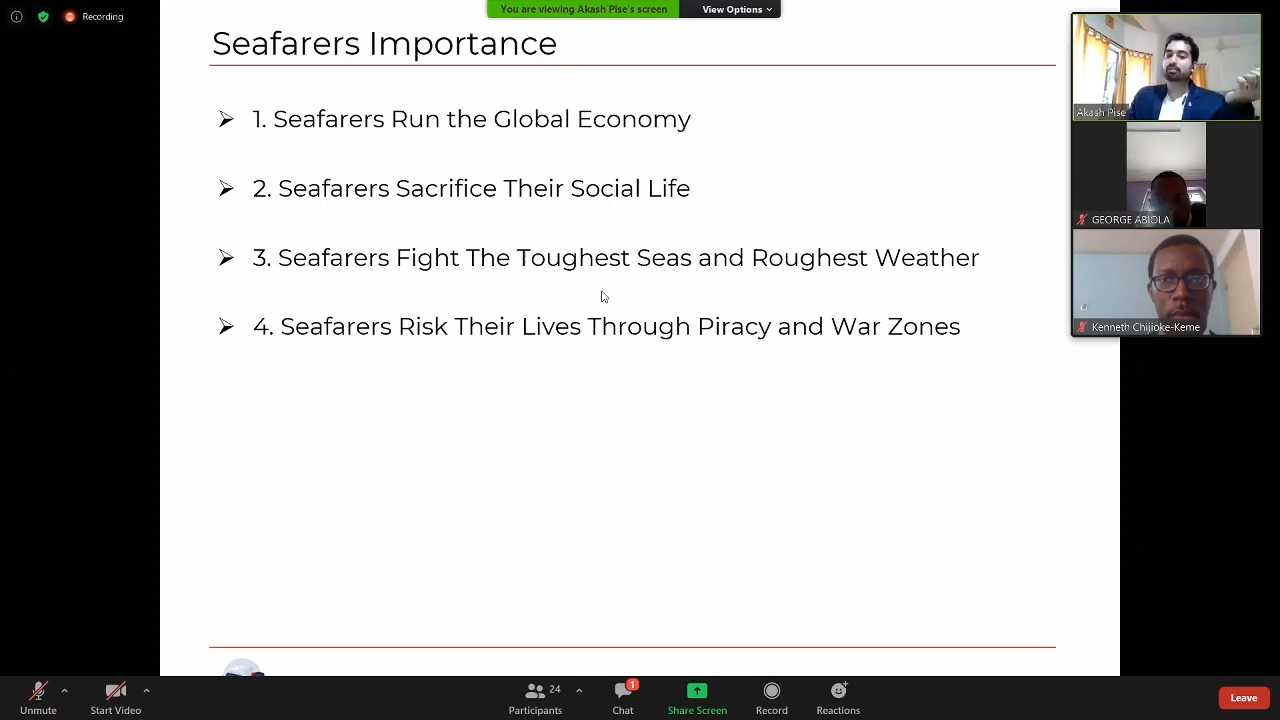 Recording
You are viewing Akash Pise's screen
View Options
Seafarers Importance
1. Seafarers Run the Global Economy
2. Seafarers Sacrifice Their Social Life
3. Seafarers Fight The Toughest Seas and Roughest Weather
4. Seafarers Risk Their Lives Through Piracy and War Zones
Akash Pise
GEORGE ABIOLA
Kenneth Chijioke-Keme
Unmute
Start Video
24
Participants
1
Chat
Share Screen
Record
Reactions
Leave